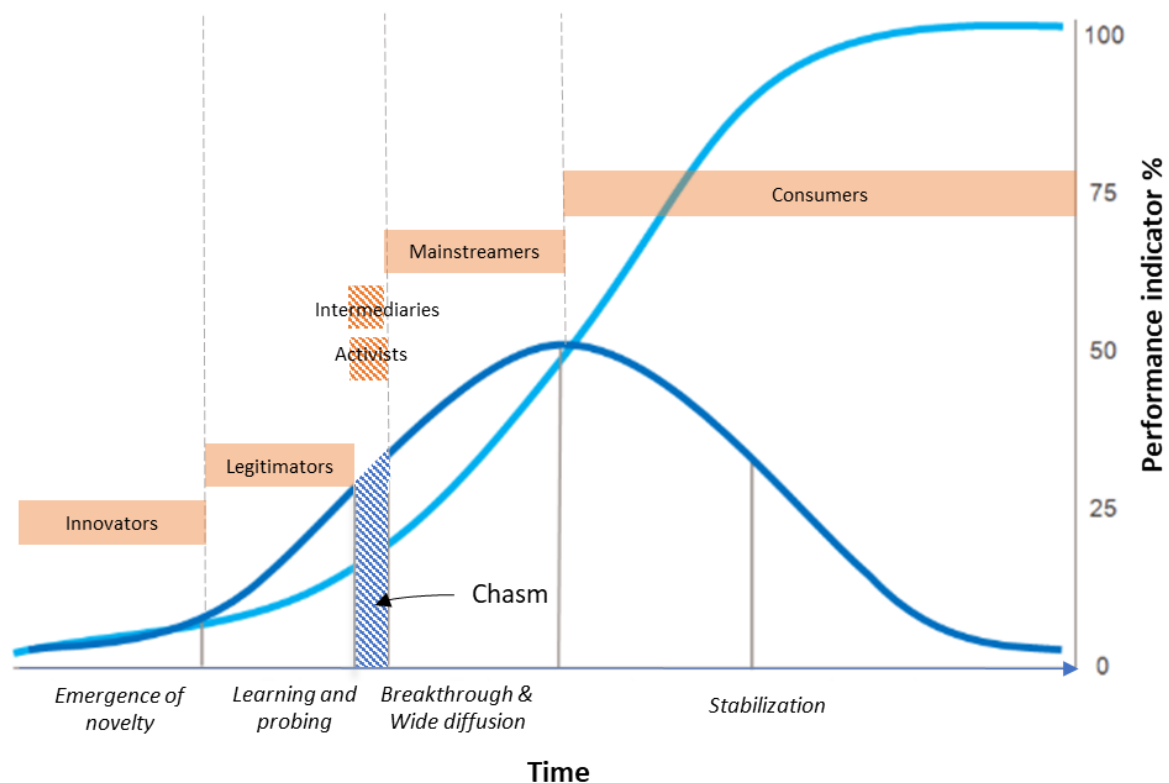 100
Consumers
75
Mainstreamers
Intermediaries
Activists
50
Performance indicator %
Legitimators
Innovators
25
Chasm
0
Emergence of
novelty
Learning and
probing
Breakthrough &
Wide diffusion
Stabilization
Time